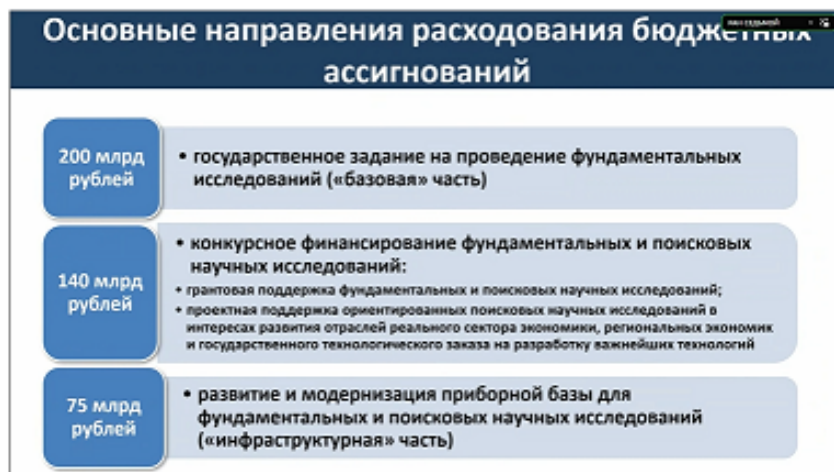 Основные направления расходования бюджетных
ассигнований
200 млрд
рублей
• государственное задание на проведение фундаментальных
исследований («базовая» часть)
140 млрд
рублей
• конкурсное финансирование фундаментальных и поисковых
научных исследований:
• грантовая поддержка фундаментальных и поисковых научных исследований;
• проектная поддержка ориентированных поисковых научных исследований в
интересах развития отраслей реального сектора экономики, региональных экономик
и государственного технологического заказа на разработку важнейших технологий
75 млрд
рублей
• развитие и модернизация приборной базы для
фундаментальных и поисковых научных исследований
(«инфраструктурная» часть)